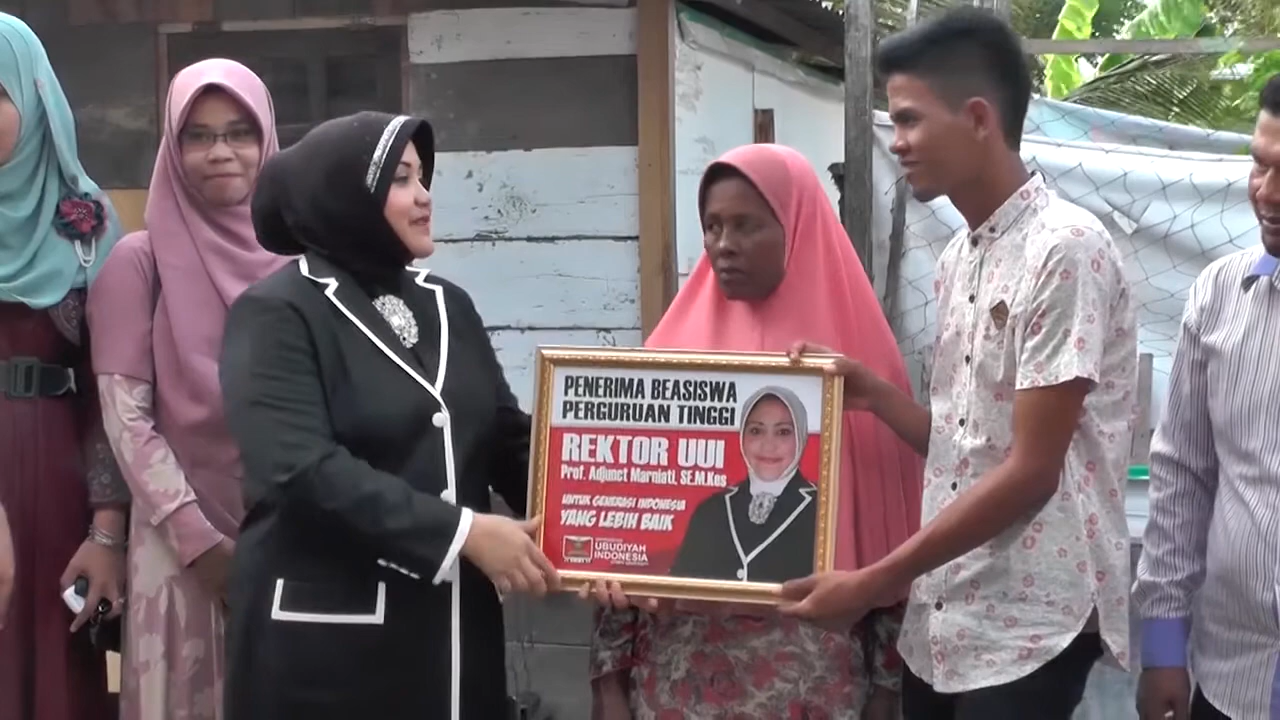 PENERIMA BEASISWA
PERGURUAN TINGGI
REKTOR UUI
Prof. Adjunct Marniati, SE.M.Kes
UNTUK GENERASI INDONESIA
YANG LEBIH BAIK
UBUDIYAH
INDONESIA